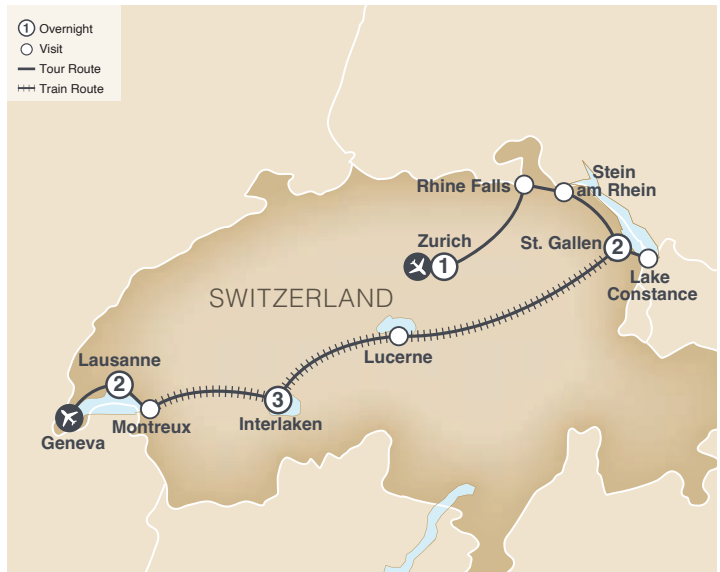 1 Overnight
Visit
Tour Route
Train Route
Stein
am Rhein
Rhine Falls
Zurich
1
St. Gallen 2
Lake
Constance
SWITZERLAND
Lucerne
Lausanne
2
3
Interlaken
Montreux
Geneva